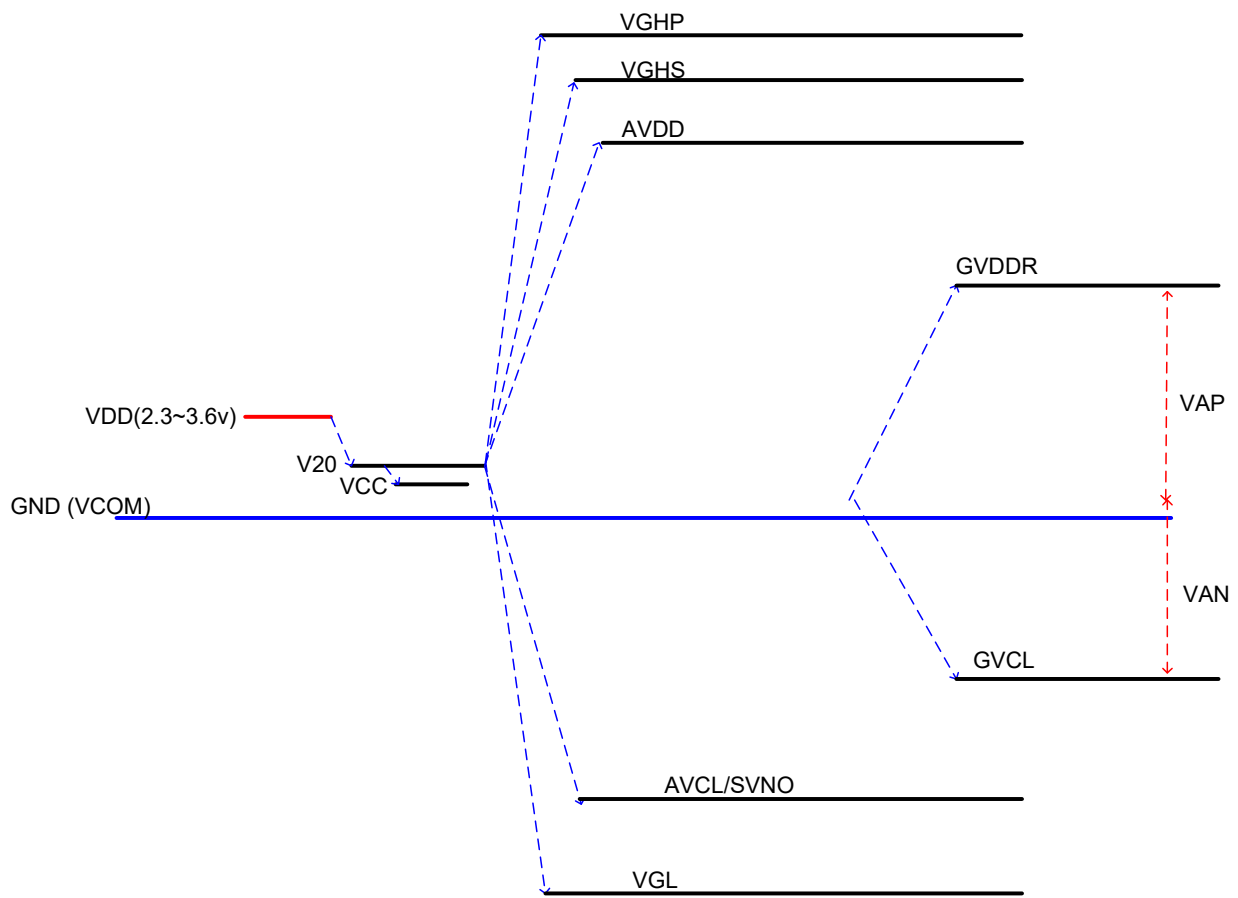 VGHP
VGHS
AVDD
GVDDR
VAP
VDD(2.3~3.6v)
V20
VCC
GND (VCOM)
VAN
GVCL
AVCL/SVNO
VGL